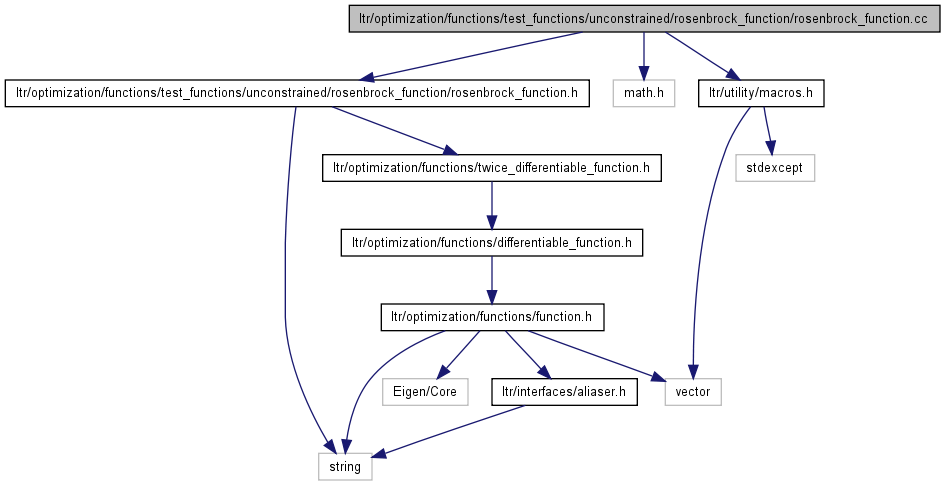 ltr/optimization/functions/test_functions/unconstrained/rosenbrock_function/rosenbrock_function.cc
ltr/optimization/functions/test_functions/unconstrained/rosenbrock_function/rosenbrock_function.h
math.h
ltr/utility/macros.h
ltr/optimization/functions/twice_differentiable_function.h
stdexcept
ltr/optimization/functions/differentiable_function.h
ltr/optimization/functions/function.h
Eigen/Core
ltr/interfaces/aliaser.h
vector
string